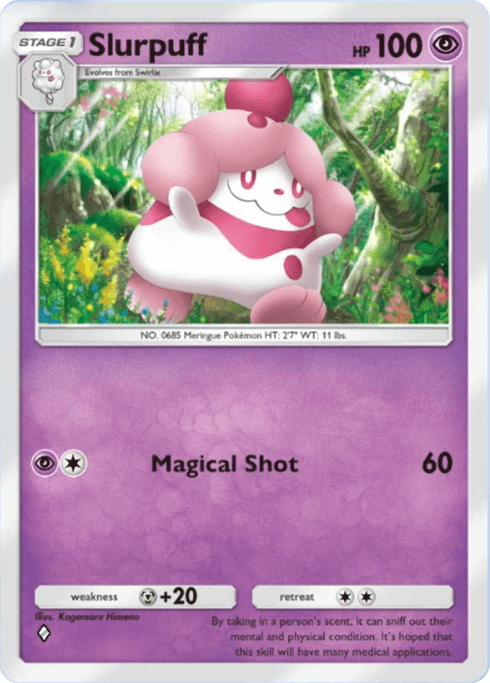 STAGE 1 Slurpuff HP 100
Evolves from Swirlix
NO. 0685 Meringue Pokémon HT: 2'7" WT: 11 lbs.
Magical Shot 60
weakness +20 retreat
Illus. Kagemaru Himeno
By taking in a person's scent, it can sniff out their
mental and physical condition. It's hoped that
this skill will have many medical applications.